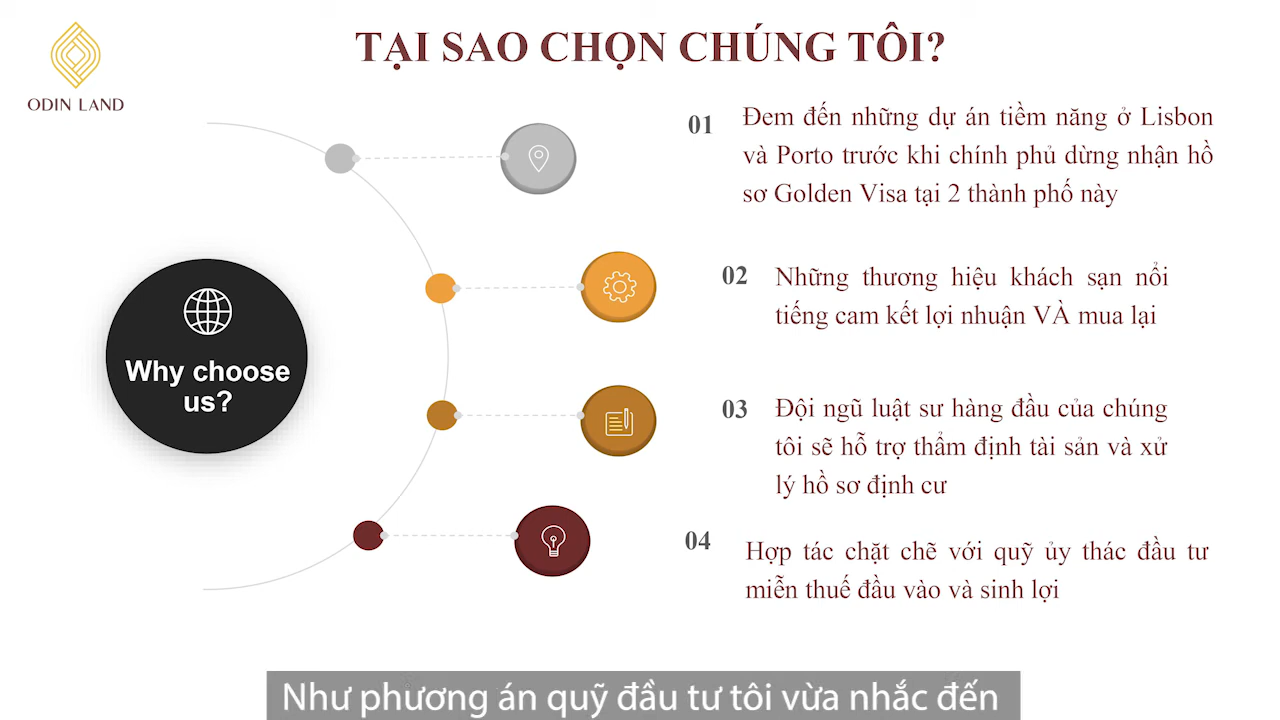 TẠI SAO CHỌN CHÚNG TÔI?
ODIN LAND
01
Đem đến những dự án tiềm năng ở Lisbon
và Porto trước khi chính phủ dừng nhận hồ
sơ Golden Visa tại 2 thành phố này
02
Những thương hiệu khách sạn nổi
tiếng cam kết lợi nhuận VÀ mua lại
Why choose
us?
03
Đội ngũ luật sư hàng đầu của chúng
tôi sẽ hỗ trợ thẩm định tài sản và xử
lý hồ sơ định cư
04
Hợp tác chặt chẽ với quỹ ủy thác đầu tư
miễn thuế đầu vào và sinh lợi
Như phương án quỹ đầu tư tôi vừa nhắc đến